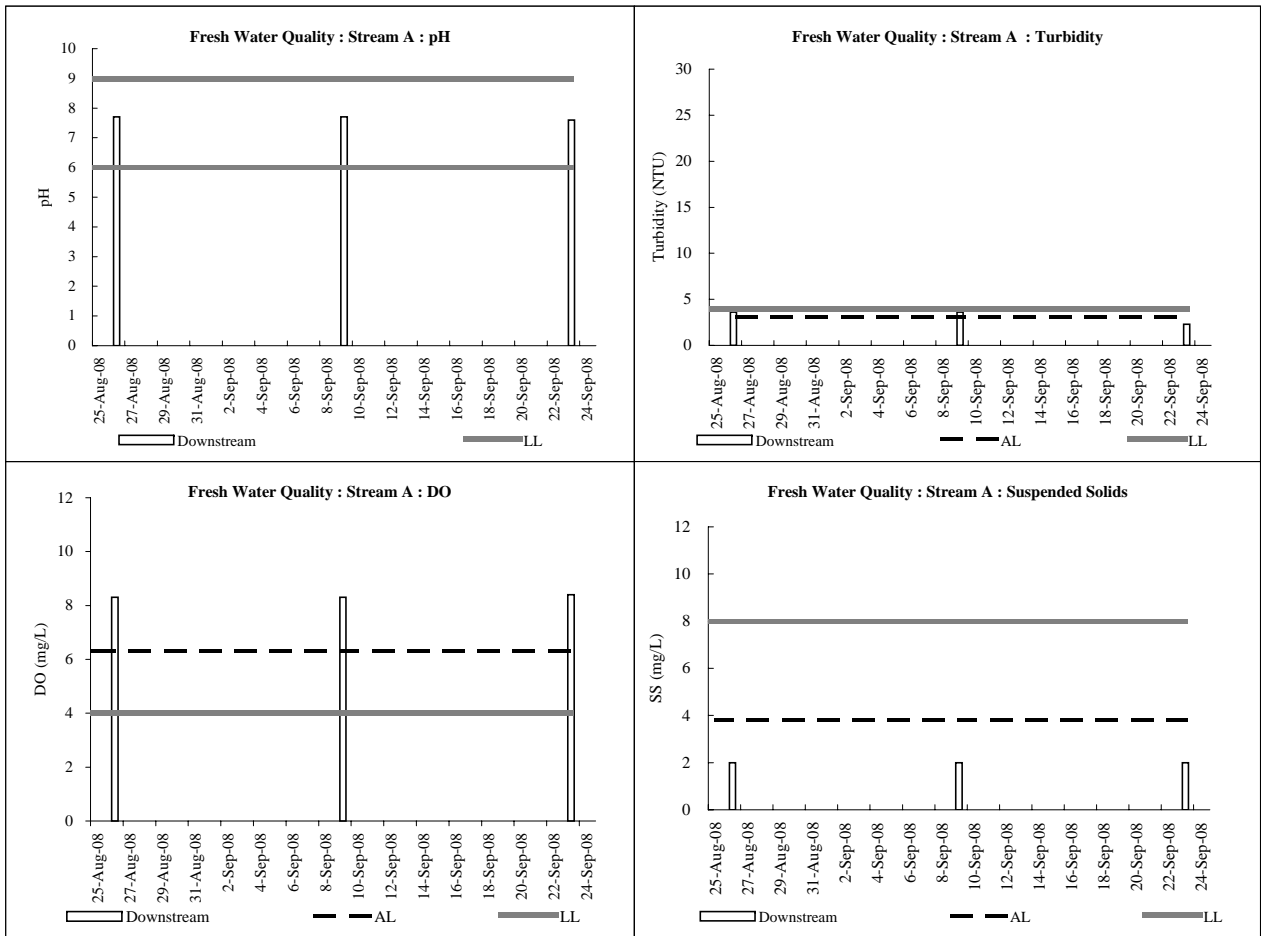 Fresh Water Quality : Stream A : pH
10
9
8
7
6
5
4
3
2
1
0
pH
25-Aug-08
27-Aug-08
29-Aug-08
31-Aug-08
2-Sep-08
4-Sep-08
6-Sep-08
8-Sep-08
10-Sep-08
12-Sep-08
14-Sep-08
16-Sep-08
18-Sep-08
20-Sep-08
22-Sep-08
24-Sep-08
Downstream LL
Fresh Water Quality : Stream A : Turbidity
30
25
20
15
10
5
0
Turbidity (NTU)
25-Aug-08
27-Aug-08
29-Aug-08
31-Aug-08
2-Sep-08
4-Sep-08
6-Sep-08
8-Sep-08
10-Sep-08
12-Sep-08
14-Sep-08
16-Sep-08
18-Sep-08
20-Sep-08
22-Sep-08
24-Sep-08
Downstream AL LL
Fresh Water Quality : Stream A : DO
12
10
8
6
4
2
0
DO (mg/L)
25-Aug-08
27-Aug-08
29-Aug-08
31-Aug-08
2-Sep-08
4-Sep-08
6-Sep-08
8-Sep-08
10-Sep-08
12-Sep-08
14-Sep-08
16-Sep-08
18-Sep-08
20-Sep-08
22-Sep-08
24-Sep-08
Downstream AL LL
Fresh Water Quality : Stream A : Suspended Solids
12
10
8
6
4
2
0
SS (mg/L)
25-Aug-08
27-Aug-08
29-Aug-08
31-Aug-08
2-Sep-08
4-Sep-08
6-Sep-08
8-Sep-08
10-Sep-08
12-Sep-08
14-Sep-08
16-Sep-08
18-Sep-08
20-Sep-08
22-Sep-08
24-Sep-08
Downstream AL LL